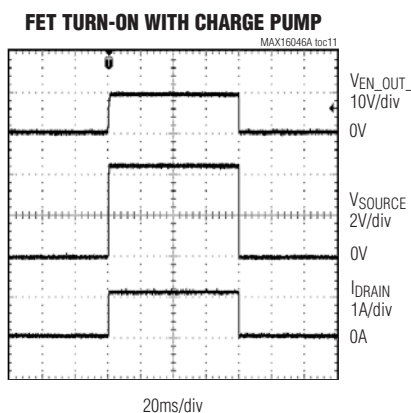 FET TURN-ON WITH CHARGE PUMP
MAX16046A toc11
VEN_OUT_
10V/div
0V
VSOURCE
2V/div
0V
IDRAIN
1A/div
0A
20ms/div